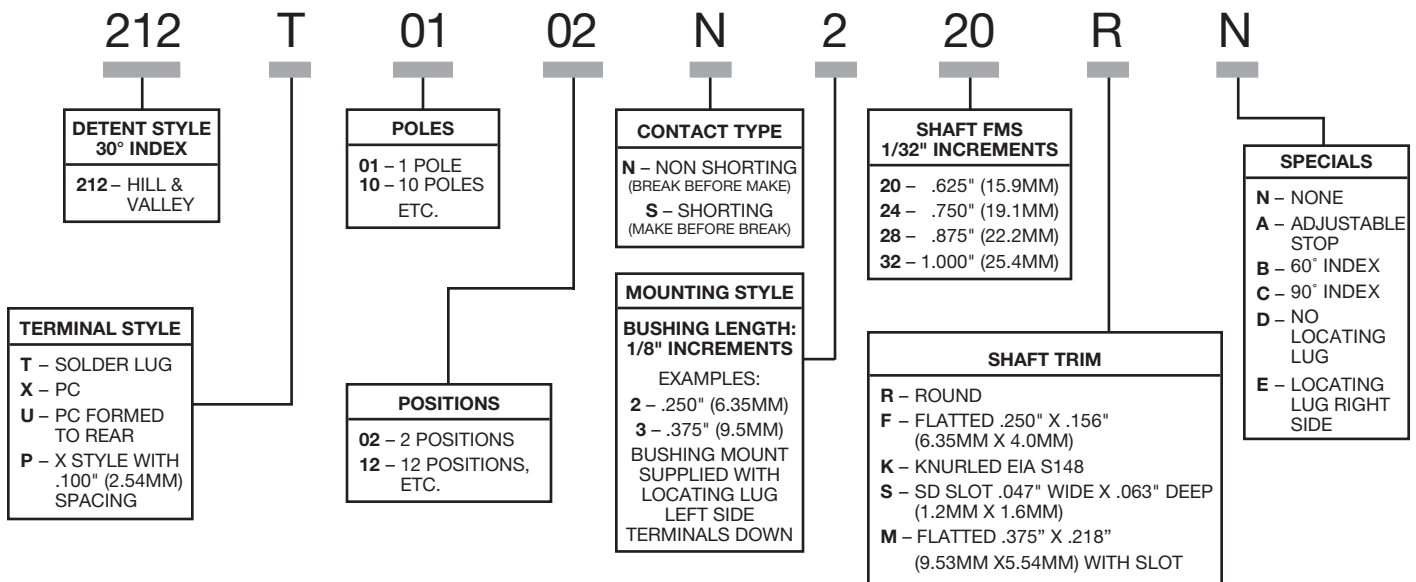 212 T 01 02 N 2 20 R N
DETENT STYLE
30° INDEX
212 – HILL &
VALLEY
POLES
01 – 1 POLE
10 – 10 POLES
ETC.
CONTACT TYPE
N – NON SHORTING
(BREAK BEFORE MAKE)
S – SHORTING
(MAKE BEFORE BREAK)
SHAFT FMS
1/32" INCREMENTS
20 – .625" (15.9MM)
24 – .750" (19.1MM)
28 – .875" (22.2MM)
32 – 1.000" (25.4MM)
SPECIALS
N – NONE
A – ADJUSTABLE
STOP
B – 60˚ INDEX
C – 90˚ INDEX
D – NO
LOCATING
LUG
E – LOCATING
LUG RIGHT
SIDE
TERMINAL STYLE
T – SOLDER LUG
X – PC
U – PC FORMED
TO REAR
P – X STYLE WITH
.100" (2.54MM)
SPACING
POSITIONS
02 – 2 POSITIONS
12 – 12 POSITIONS,
ETC.
MOUNTING STYLE
BUSHING LENGTH:
1/8" INCREMENTS
EXAMPLES:
2 – .250" (6.35MM)
3 – .375" (9.5MM)
BUSHING MOUNT
SUPPLIED WITH
LOCATING LUG
LEFT SIDE
TERMINALS DOWN
SHAFT TRIM
R – ROUND
F – FLATTED .250" X .156"
(6.35MM X 4.0MM)
K – KNURLED EIA S148
S – SD SLOT .047" WIDE X .063" DEEP
(1.2MM X 1.6MM)
M – FLATTED .375” X .218”
(9.53MM X5.54MM) WITH SLOT